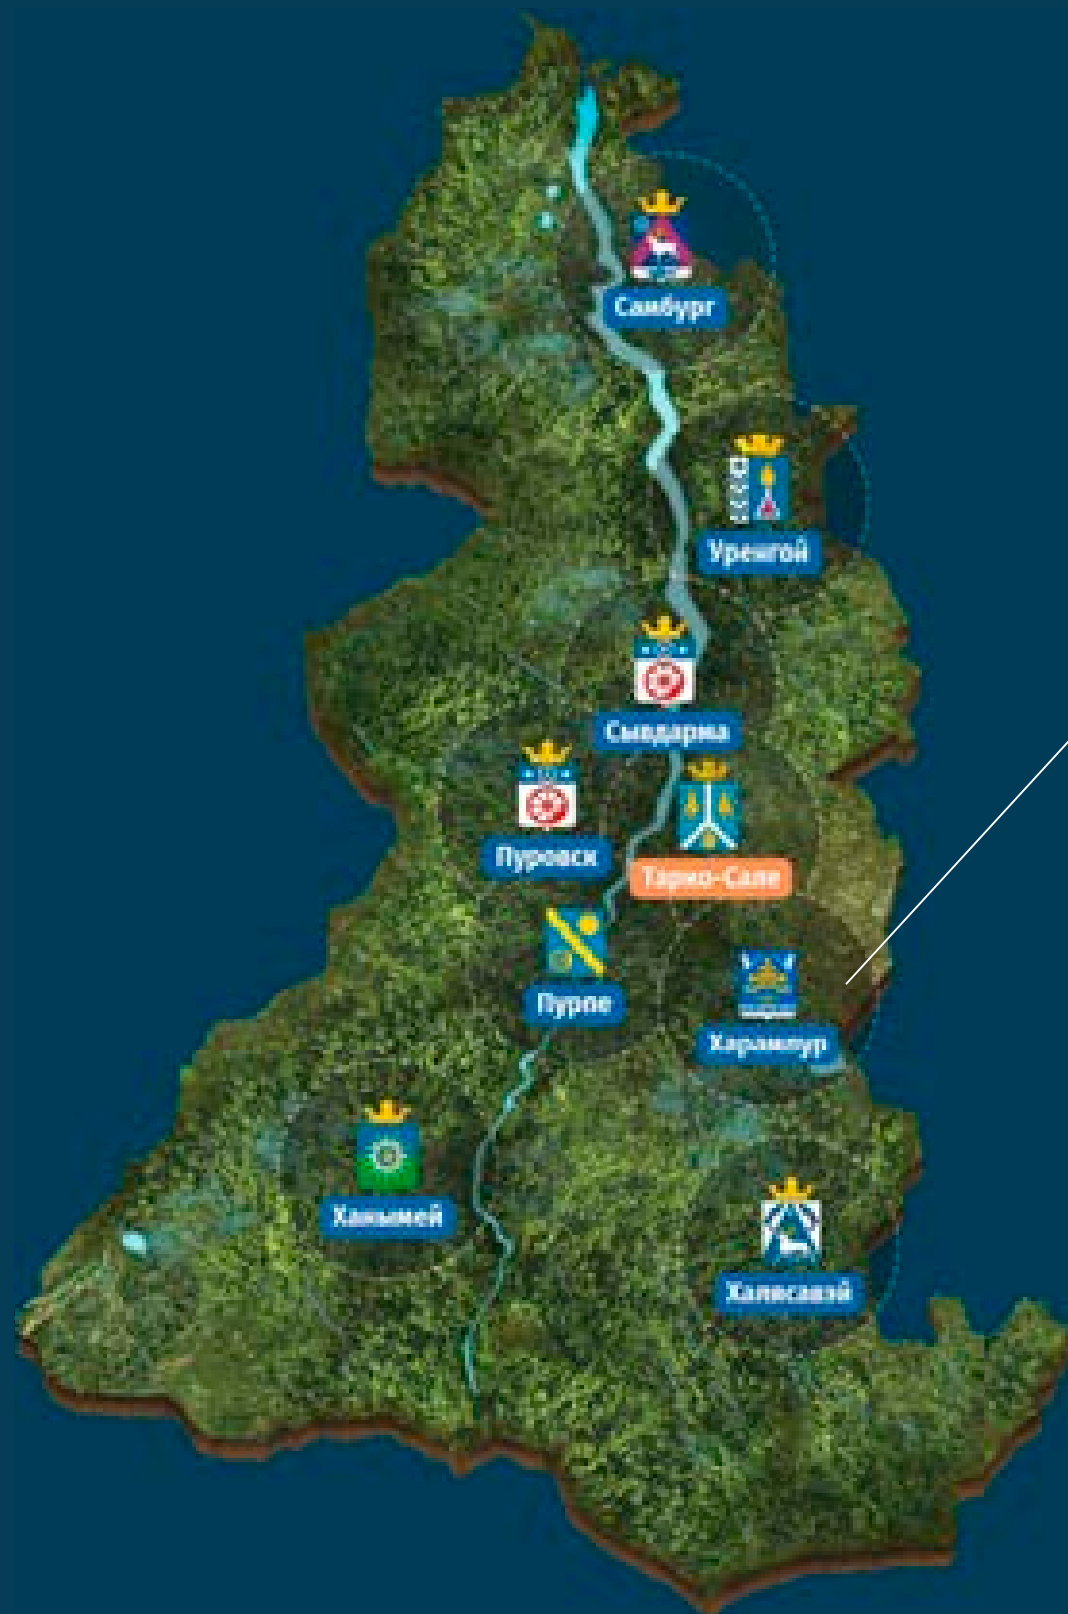 Самбург
Уренгой
Сывдарма
Пуровск
Тарко-Сале
Пурпе
Харампур
Ханымей
Халясавэй